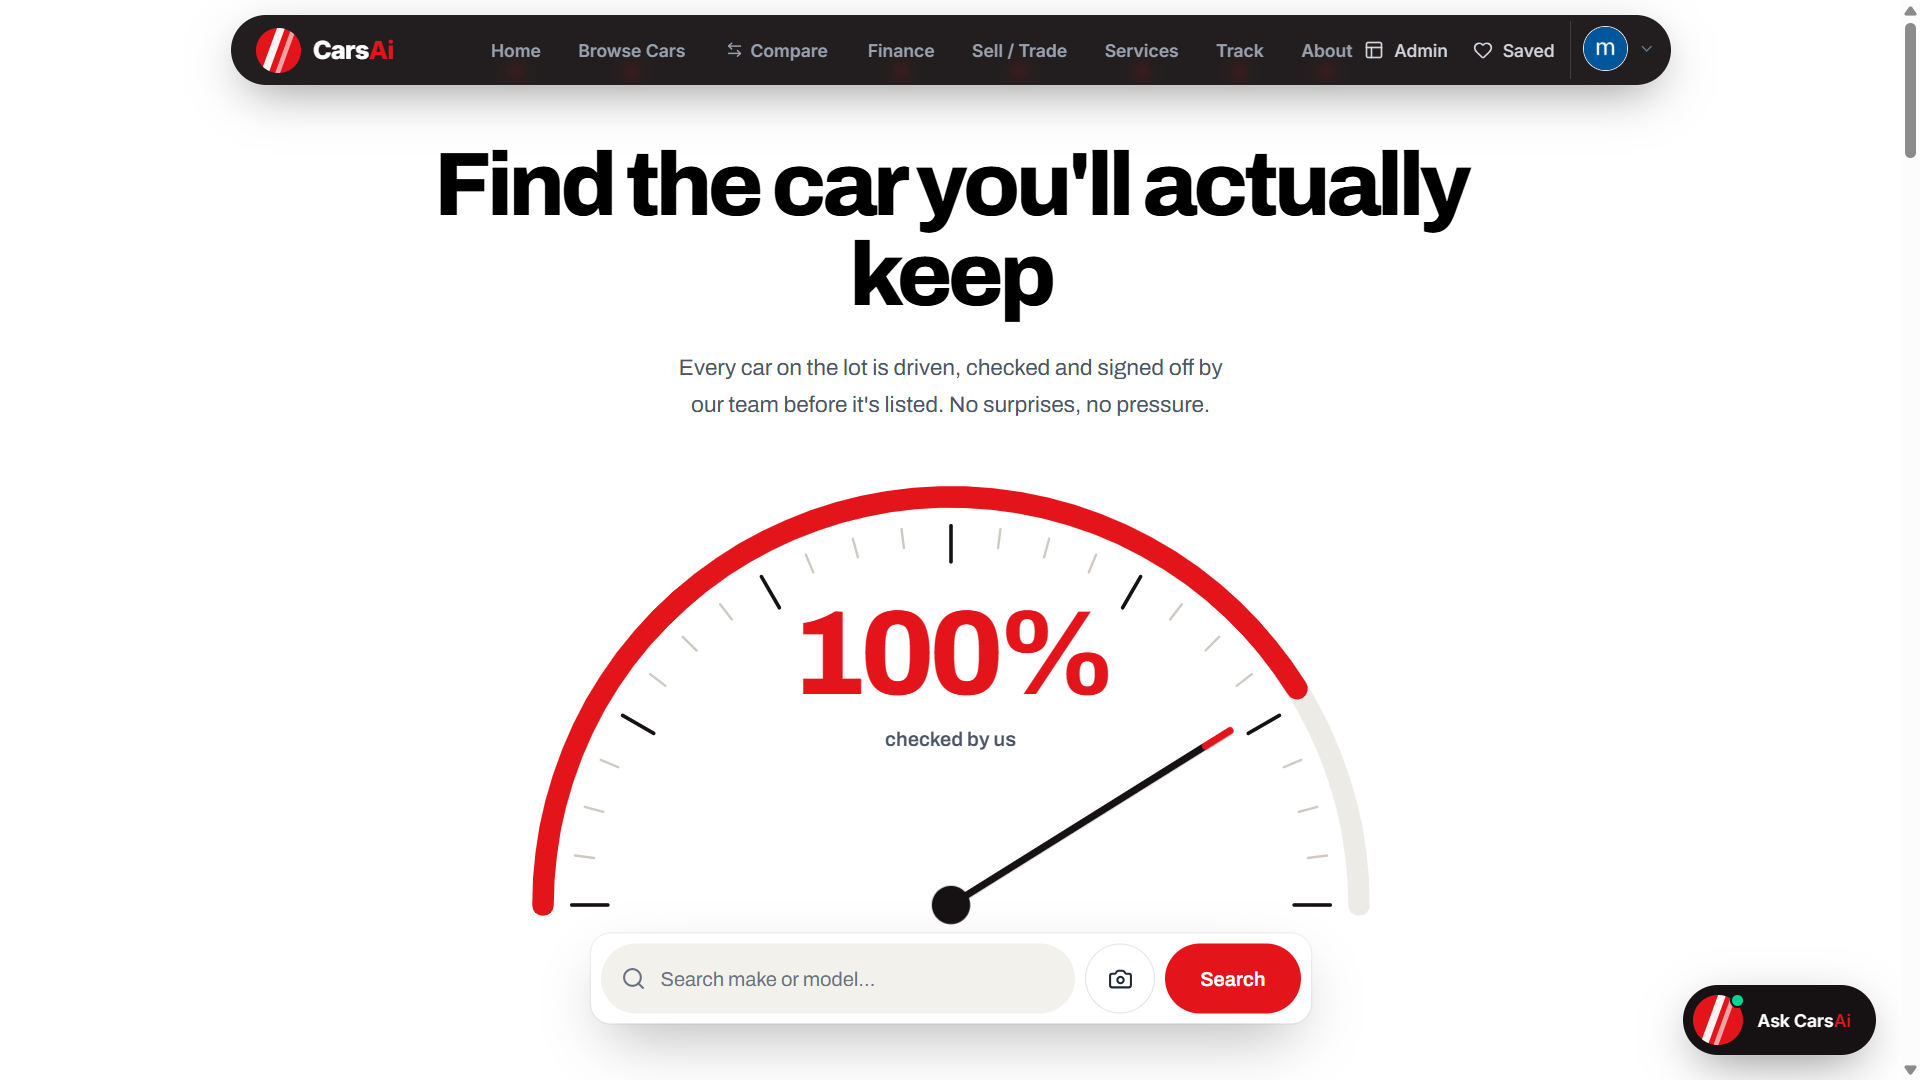 CarsAi
Home
Browse Cars
Compare
Finance
Sell / Trade
Services
Track
About
Admin
Saved
m
Find the car you'll actually
keep
Every car on the lot is driven, checked and signed off by
our team before it's listed. No surprises, no pressure.
100%
checked by us
Search make or model...
Search
Ask CarsAi